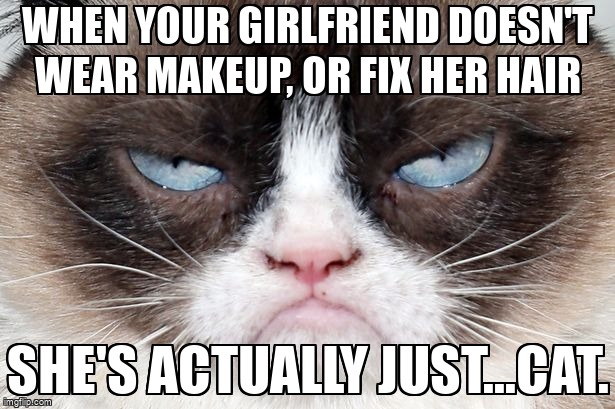 WHEN YOUR GIRLFRIEND DOESN'T
WEAR MAKEUP, OR FIX HER HAIR
SHE'S ACTUALLY JUST...CAT.
imgflip.com